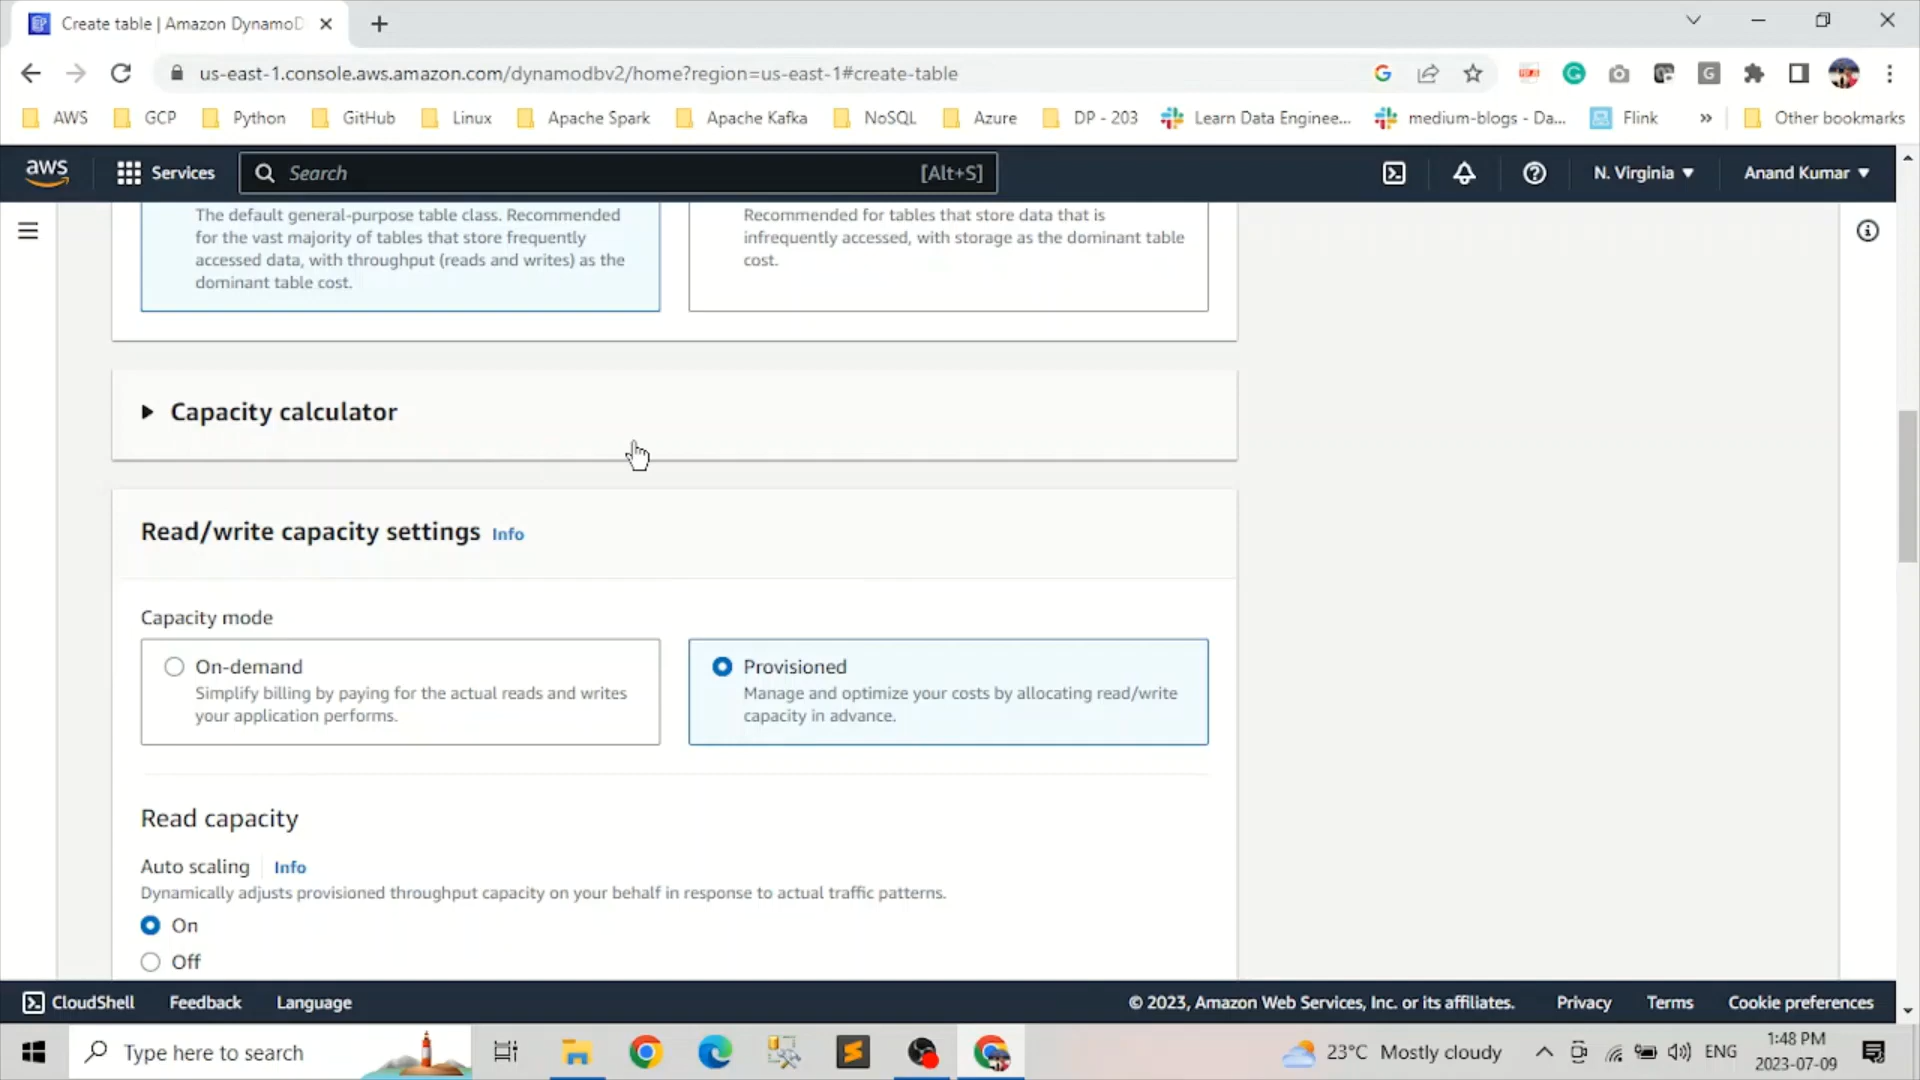 Create table | Amazon DynamoD
us-east-1.console.aws.amazon.com/dynamodbv2/home?region=us-east-1#create-table
AWS GCP Python GitHub Linux Apache Spark Apache Kafka NoSQL Azure DP - 203 Learn Data Enginee... medium-blogs - Da... Flink » Other bookmarks
aws Services Search [Alt+S] N. Virginia Anand Kumar
The default general-purpose table class. Recommended
for the vast majority of tables that store frequently
accessed data, with throughput (reads and writes) as the
dominant table cost.
Recommended for tables that store data that is
infrequently accessed, with storage as the dominant table
cost.
Capacity calculator
Read/write capacity settings Info
Capacity mode
On-demand
Simplify billing by paying for the actual reads and writes
your application performs.
Provisioned
Manage and optimize your costs by allocating read/write
capacity in advance.
Read capacity
Auto scaling Info
Dynamically adjusts provisioned throughput capacity on your behalf in response to actual traffic patterns.
On
Off
CloudShell Feedback Language © 2023, Amazon Web Services, Inc. or its affiliates. Privacy Terms Cookie preferences
Type here to search 23°C Mostly cloudy ENG 1:48 PM
2023-07-09